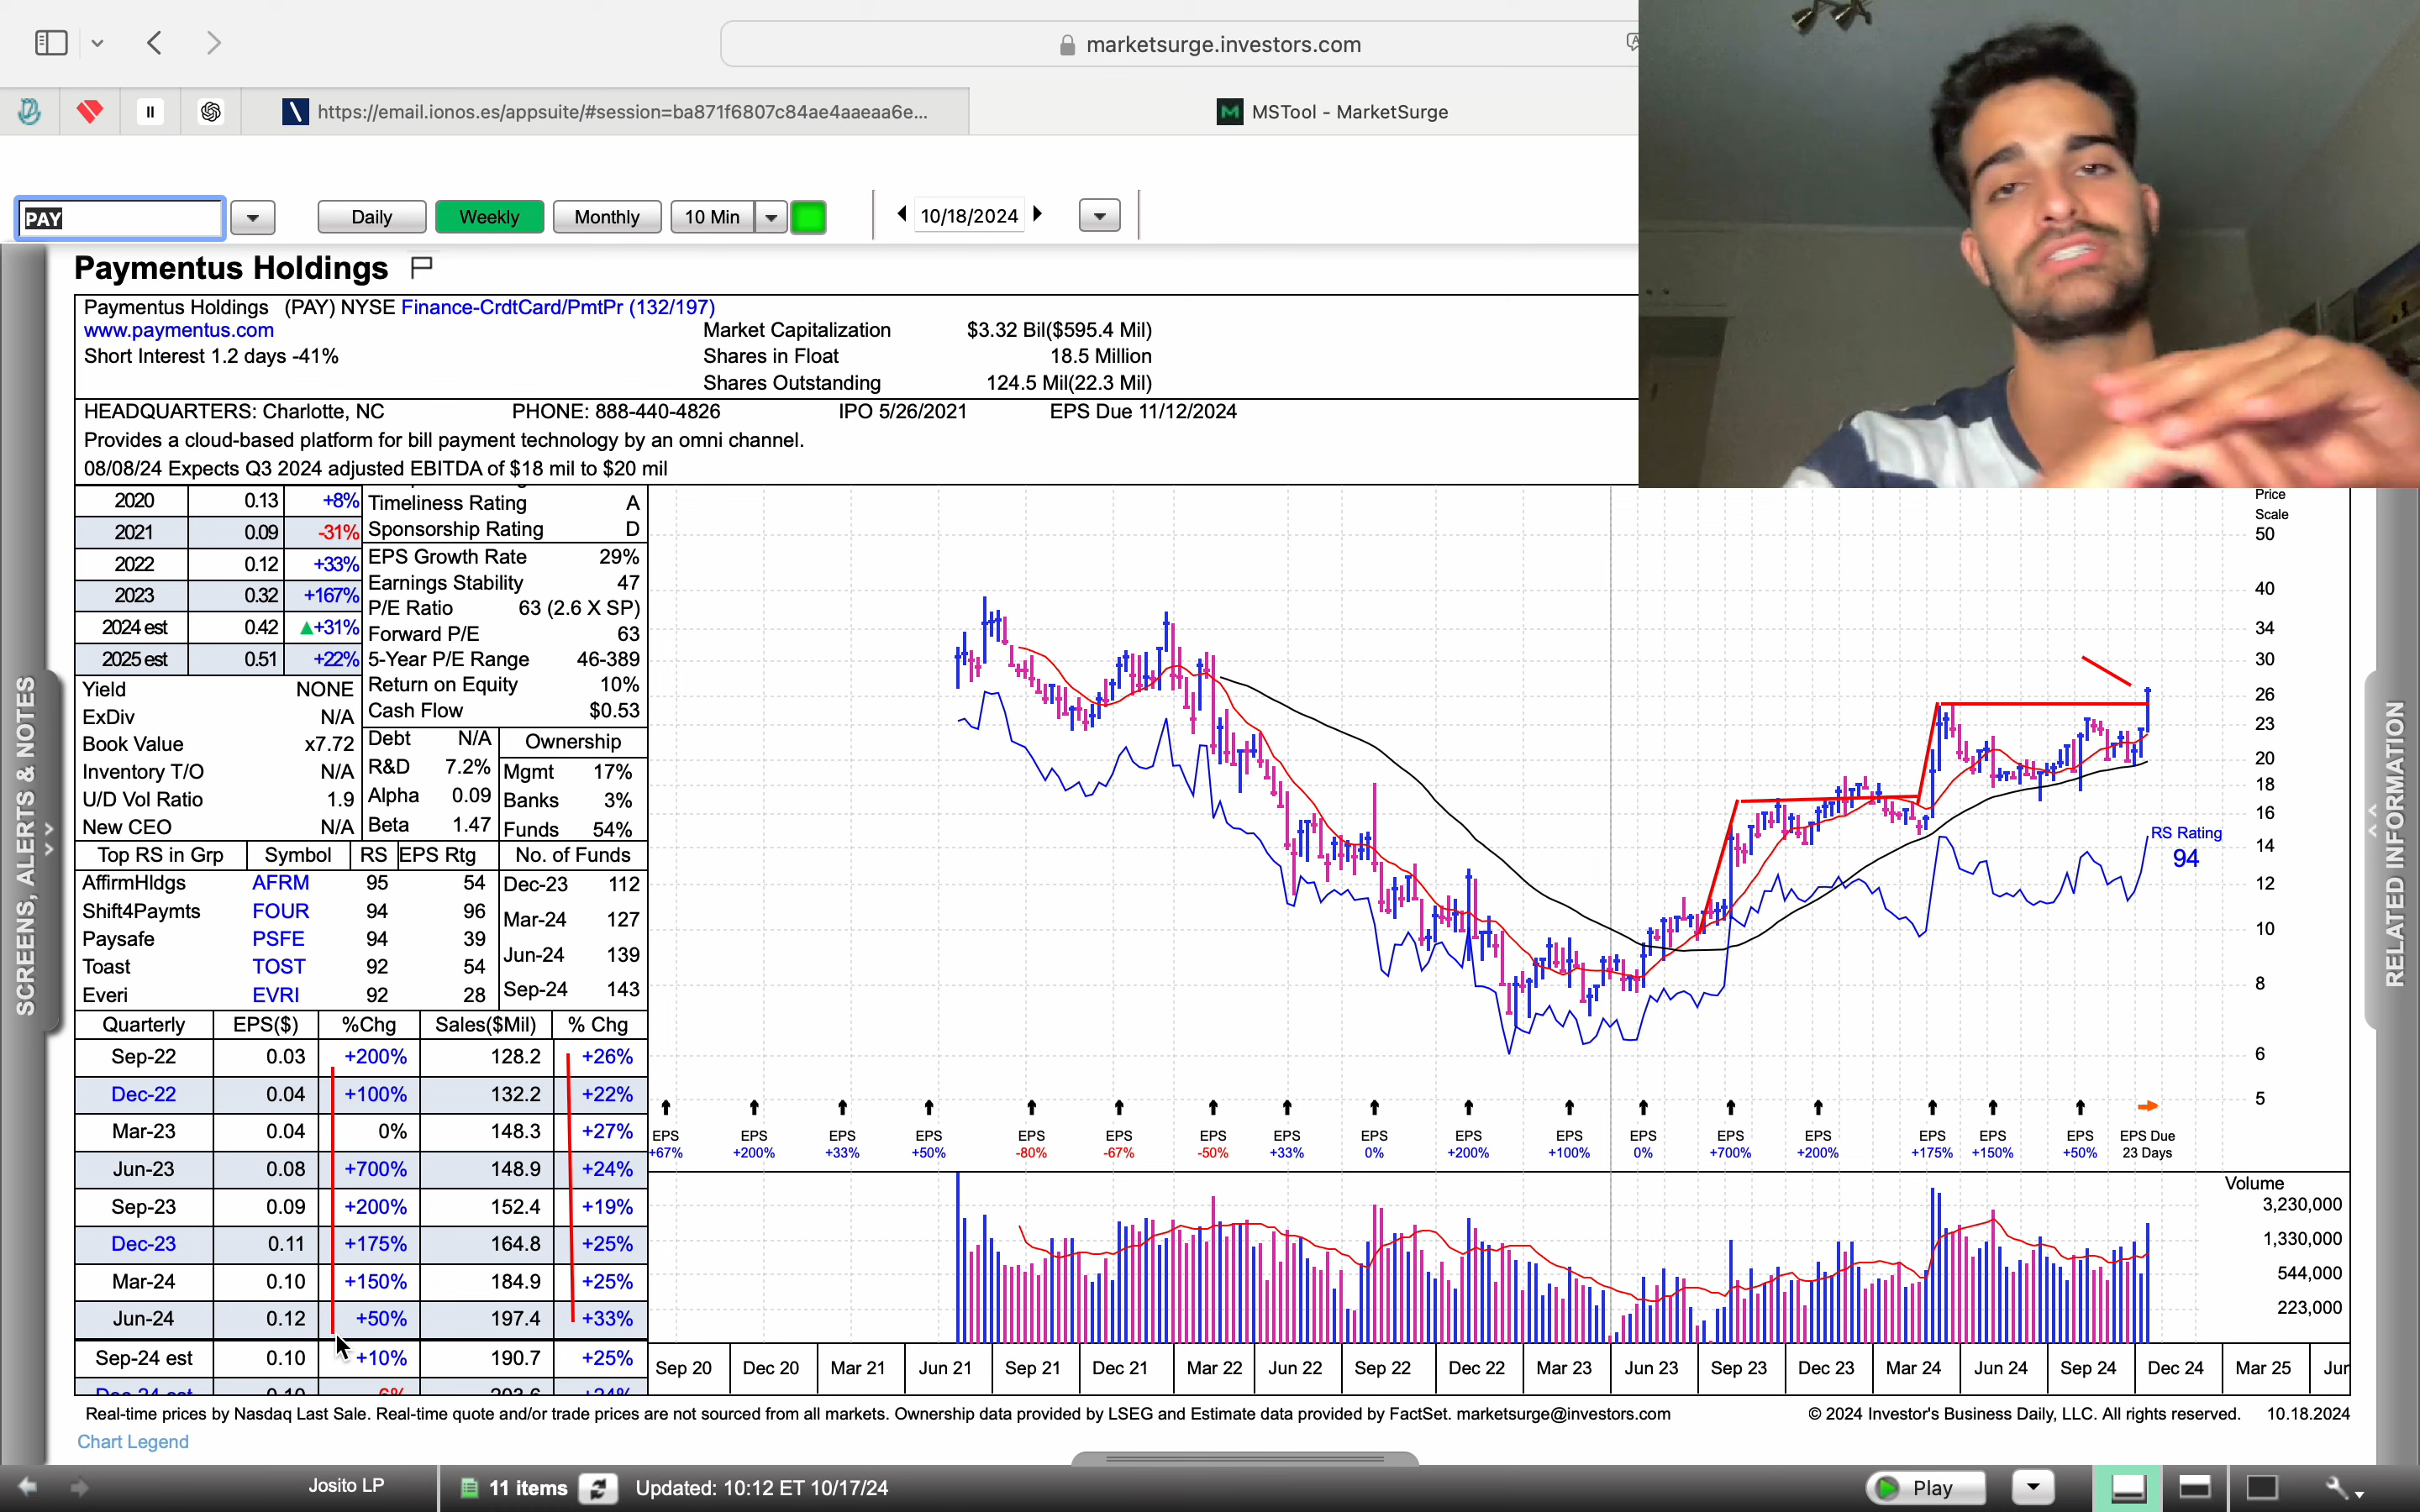 marketsurge.investors.com
https://email.ionos.es/appsuite/#session=ba871f6807c84ae4aaeaa6e...
MSTool - MarketSurge
PAY
Daily
Weekly
Monthly
10 Min
10/18/2024
Paymentus Holdings
Paymentus Holdings (PAY) NYSE Finance-CrdtCard/PmtPr (132/197)
www.paymentus.com
Market Capitalization $3.32 Bil($595.4 Mil)
Short Interest 1.2 days -41%
Shares in Float 18.5 Million
Shares Outstanding 124.5 Mil(22.3 Mil)
HEADQUARTERS: Charlotte, NC PHONE: 888-440-4826 IPO 5/26/2021 EPS Due 11/12/2024
Provides a cloud-based platform for bill payment technology by an omni channel.
08/08/24 Expects Q3 2024 adjusted EBITDA of $18 mil to $20 mil
2020 0.13 +8%
2021 0.09 -31%
2022 0.12 +33%
2023 0.32 +167%
2024 est 0.42 ▲+31%
2025 est 0.51 +22%
Timeliness Rating A
Sponsorship Rating D
EPS Growth Rate 29%
Earnings Stability 47
P/E Ratio 63 (2.6 X SP)
Forward P/E 63
5-Year P/E Range 46-389
Return on Equity 10%
Cash Flow $0.53
Yield NONE
ExDiv N/A
Book Value x7.72
Inventory T/O N/A
U/D Vol Ratio 1.9
New CEO N/A
Debt N/A
R&D 7.2%
Alpha 0.09
Beta 1.47
Ownership
Mgmt 17%
Banks 3%
Funds 54%
Top RS in Grp Symbol RS EPS Rtg
AffirmHldgs AFRM 95 54
Shift4Paymts FOUR 94 96
Paysafe PSFE 94 39
Toast TOST 92 54
Everi EVRI 92 28
No. of Funds
Dec-23 112
Mar-24 127
Jun-24 139
Sep-24 143
Quarterly EPS($) %Chg Sales($Mil) % Chg
Sep-22 0.03 +200% 128.2 +26%
Dec-22 0.04 +100% 132.2 +22%
Mar-23 0.04 0% 148.3 +27%
Jun-23 0.08 +700% 148.9 +24%
Sep-23 0.09 +200% 152.4 +19%
Dec-23 0.11 +175% 164.8 +25%
Mar-24 0.10 +150% 184.9 +25%
Jun-24 0.12 +50% 197.4 +33%
Sep-24 est 0.10 +10% 190.7 +25%
Price
Scale
50
40
34
30
26
23
20
18
16
14
12
10
8
6
5
RS Rating
94
EPS EPS EPS EPS EPS EPS EPS EPS EPS EPS EPS EPS EPS EPS EPS EPS EPS EPS Due
+67% +200% +33% +50% -80% -67% -50% +33% 0% +200% +100% 0% +700% +200% +175% +150% +50% 23 Days
Volume
3,230,000
1,330,000
544,000
223,000
Sep 20 Dec 20 Mar 21 Jun 21 Sep 21 Dec 21 Mar 22 Jun 22 Sep 22 Dec 22 Mar 23 Jun 23 Sep 23 Dec 23 Mar 24 Jun 24 Sep 24 Dec 24 Mar 25 Jur
Real-time prices by Nasdaq Last Sale. Real-time quote and/or trade prices are not sourced from all markets. Ownership data provided by LSEG and Estimate data provided by FactSet. marketsurge@investors.com
© 2024 Investor's Business Daily, LLC. All rights reserved. 10.18.2024
Chart Legend
SCREENS, ALERTS & NOTES
RELATED INFORMATION
Josito LP
11 items
Updated: 10:12 ET 10/17/24
Play